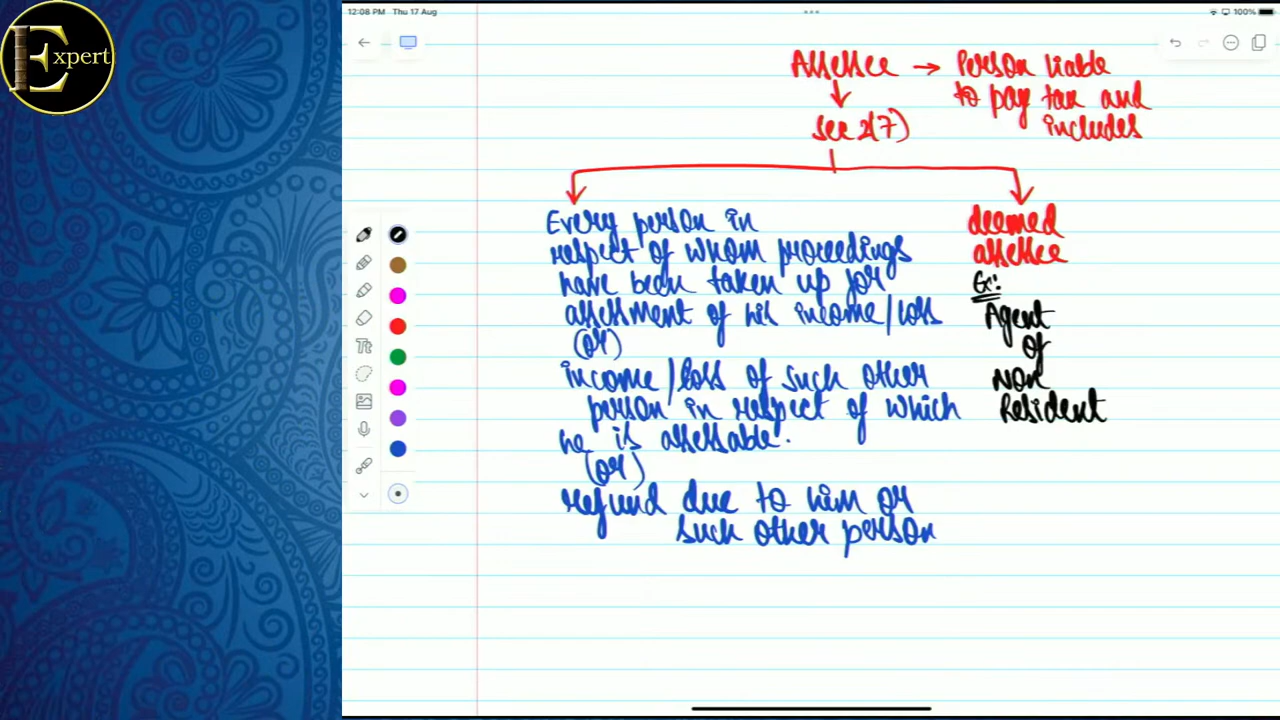 Expert
12:08 PM Thu 17 Aug
100%
Assessee → Person liable
to pay tax and
includes
Sec 2(7)
Every person in
respect of whom proceedings
have been taken up for
assessment of his income/loss
(or)
income/loss of such other
person in respect of which
he is assessable.
(or)
refund due to him or
such other person
deemed
assessee
Ex:
Agent
of
Non
Resident
Tt